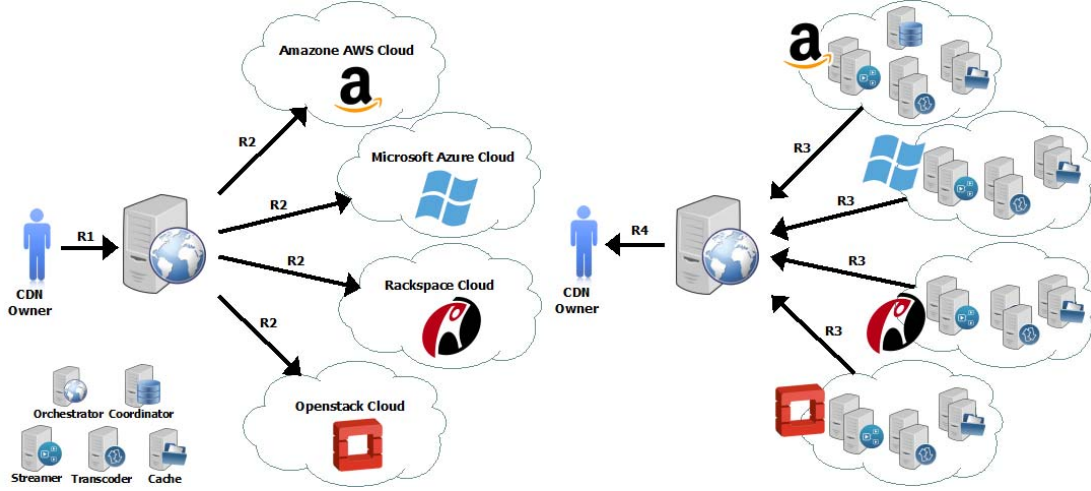 Amazone AWS Cloud
a
R2
Microsoft Azure Cloud
R2
R1
CDN
Owner
R2
Rackspace Cloud
R2
Openstack Cloud
Orchestrator Coordinator
Streamer Transcoder Cache
a
R3
R3
R4
CDN
Owner
R3
R3